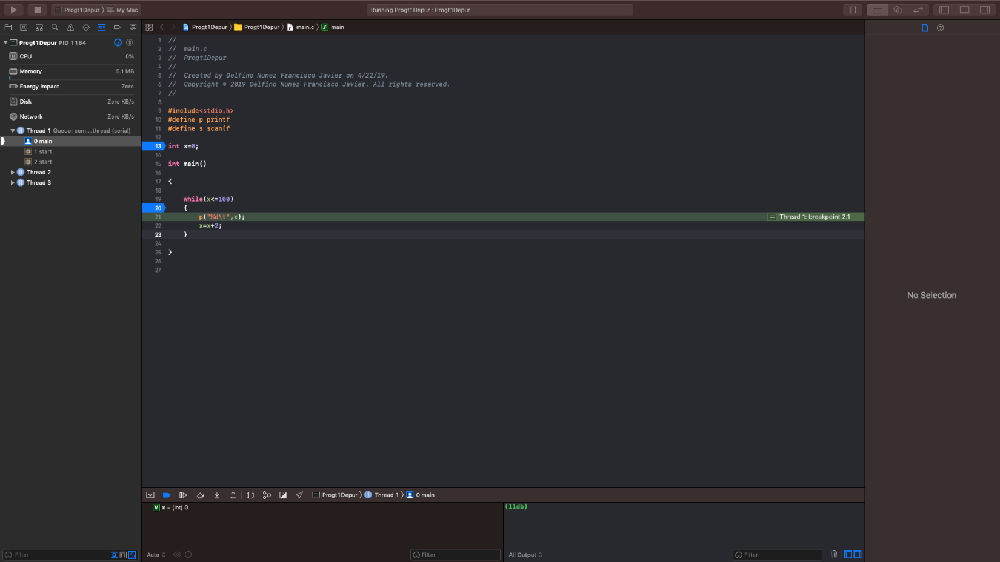 Progt1Depur 〉 My Mac
Running Progt1Depur : Progt1Depur
{ }
Progt1Depur 〉 Progt1Depur 〉 main.c 〉 main
Progt1Depur PID 1184
CPU 0%
Memory 5.1 MB
Energy Impact Zero
Disk Zero KB/s
Network Zero KB/s
Thread 1 Queue: com....thread (serial)
0 main
1 start
2 start
Thread 2
Thread 3
Filter
1 //
2 //  main.c
3 //  Progt1Depur
4 //
5 //  Created by Delfino Nunez Francisco Javier on 4/22/19.
6 //  Copyright © 2019 Delfino Nunez Francisco Javier. All rights reserved.
7 //
8
9 #include<stdio.h>
10 #define p printf
11 #define s scan(f
12
13 int x=0;
14
15 int main()
16
17 {
18
19     while(x<=100)
20     {
21         p("%d\t",x);   Thread 1: breakpoint 2.1
22         x=x+2;
23     }
24
25 }
26
27
No Selection
Progt1Depur 〉 Thread 1 〉 0 main
V x = (int) 0
(lldb)
Auto
Filter
All Output
Filter